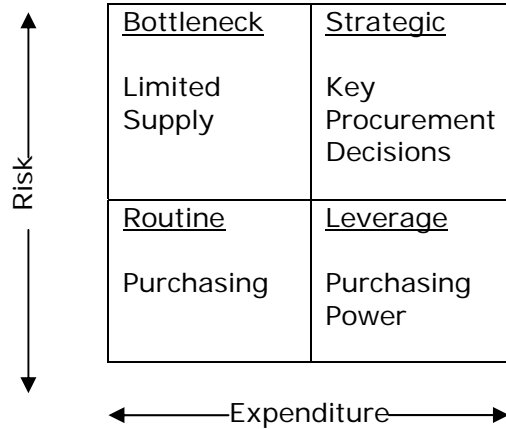 Bottleneck
Limited
Supply
Strategic
Key
Procurement
Decisions
Routine
Purchasing
Leverage
Purchasing
Power
Risk
Expenditure